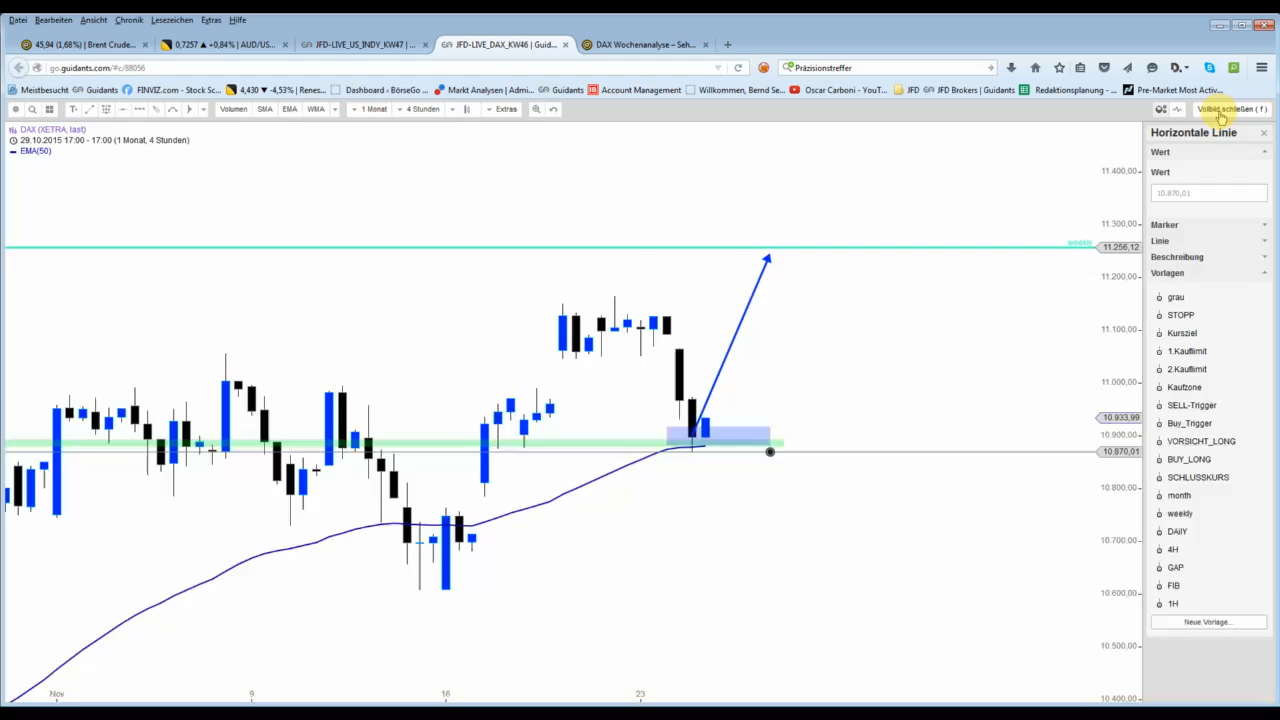 Datei Bearbeiten Ansicht Chronik Lesezeichen Extras Hilfe
45,94 (1,68%) | Brent Crude... × 0,7257 ▲ +0,84% | AUD/US... × JFD-LIVE_US_INDY_KW47 | ... × JFD-LIVE_DAX_KW46 | Guid... × DAX Wochenanalyse – Seh... × +
go.guidants.com/#c/88056 Präzisionstreffer
Meistbesucht Guidants FINVIZ.com - Stock Sc... 4,430 ▼ -4,53% | Renes... Dashboard ‹ BörseGo ... Markt Analysen | Admi... Guidants Account Management Willkommen, Bernd Se... Oscar Carboni - YouT... JFD JFD Brokers | Guidants Redaktionsplanung - ... Pre-Market Most Activ...
Volumen SMA EMA WMA 1 Monat 4 Stunden Extras Vollbild schließen ( f )
DAX (XETRA, last)
29.10.2015 17:00 - 17:00 (1 Monat, 4 Stunden)
EMA(50)
11.400,00
11.300,00
weekly 11.256,12
11.200,00
11.100,00
11.000,00
10.933,99
10.900,00
10.870,01
10.800,00
10.700,00
10.600,00
10.500,00
10.400,00
Nov 9 16 23
Horizontale Linie ×
Wert
Wert
10.870,01
Marker
Linie
Beschreibung
Vorlagen
grau
STOPP
Kursziel
1.Kauflimit
2.Kauflimit
Kaufzone
SELL-Trigger
Buy_Trigger
VORSICHT_LONG
BUY_LONG
SCHLUSSKURS
month
weekly
DAilY
4H
GAP
FIB
1H
Neue Vorlage...